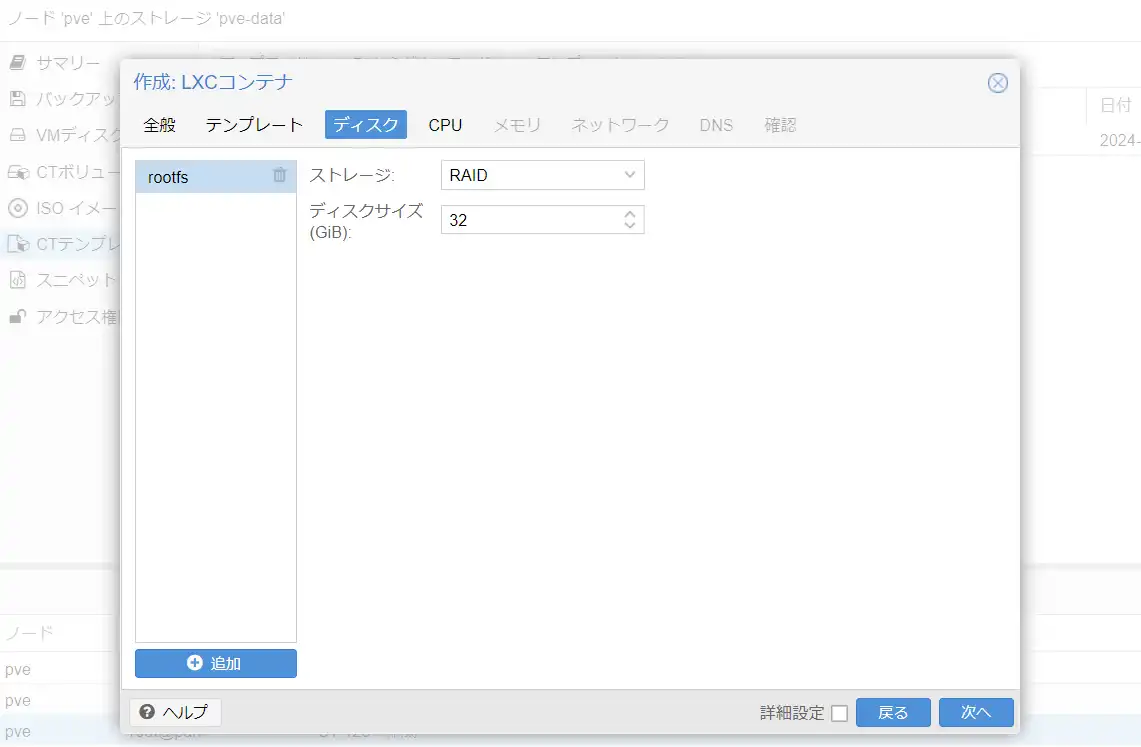 ノード 'pve' 上のストレージ 'pve-data'
サマリー
バックアッ
VMディスク
CTボリュー
ISO イメー
CTテンプレ
スニペット
アクセス権
日付
2024-
作成: LXCコンテナ
全般 テンプレート ディスク CPU メモリ ネットワーク DNS 確認
rootfs
ストレージ: RAID
ディスクサイズ
(GiB): 32
追加
ヘルプ 詳細設定 戻る 次へ
ノード
pve
pve
pve